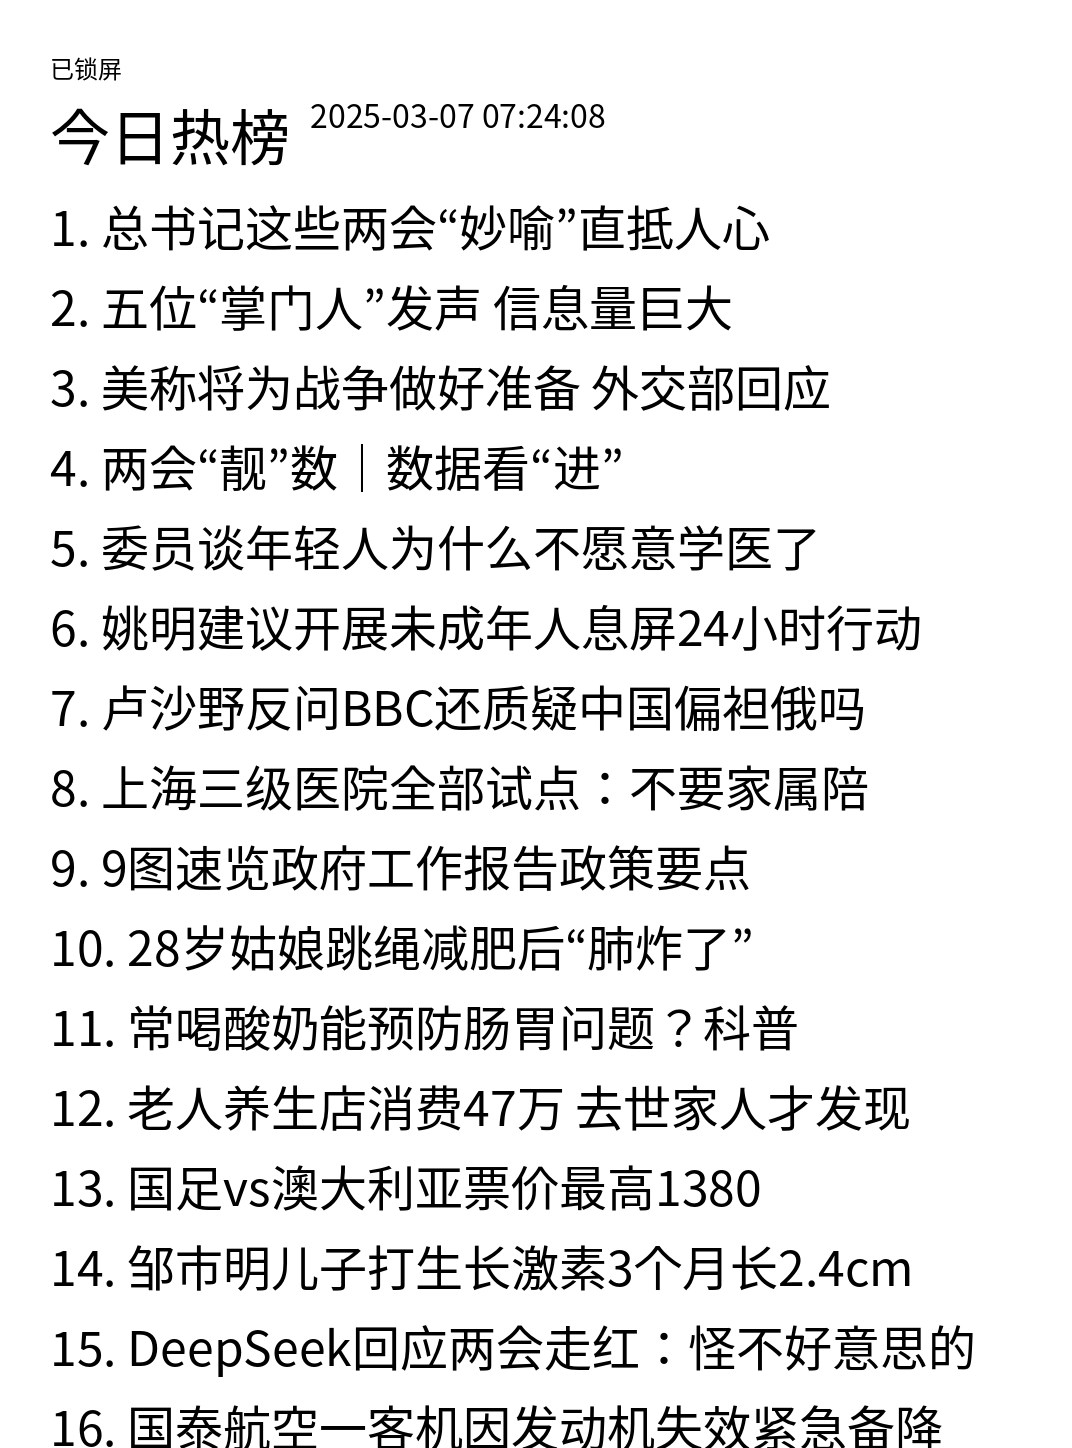 已锁屏
今日热榜 2025-03-07 07:24:08
1. 总书记这些两会“妙喻”直抵人心
2. 五位“掌门人”发声 信息量巨大
3. 美称将为战争做好准备 外交部回应
4. 两会“靓”数｜数据看“进”
5. 委员谈年轻人为什么不愿意学医了
6. 姚明建议开展未成年人息屏24小时行动
7. 卢沙野反问BBC还质疑中国偏袒俄吗
8. 上海三级医院全部试点：不要家属陪
9. 9图速览政府工作报告政策要点
10. 28岁姑娘跳绳减肥后“肺炸了”
11. 常喝酸奶能预防肠胃问题？科普
12. 老人养生店消费47万 去世家人才发现
13. 国足vs澳大利亚票价最高1380
14. 邹市明儿子打生长激素3个月长2.4cm
15. DeepSeek回应两会走红：怪不好意思的
16. 国泰航空一客机因发动机失效紧急备降